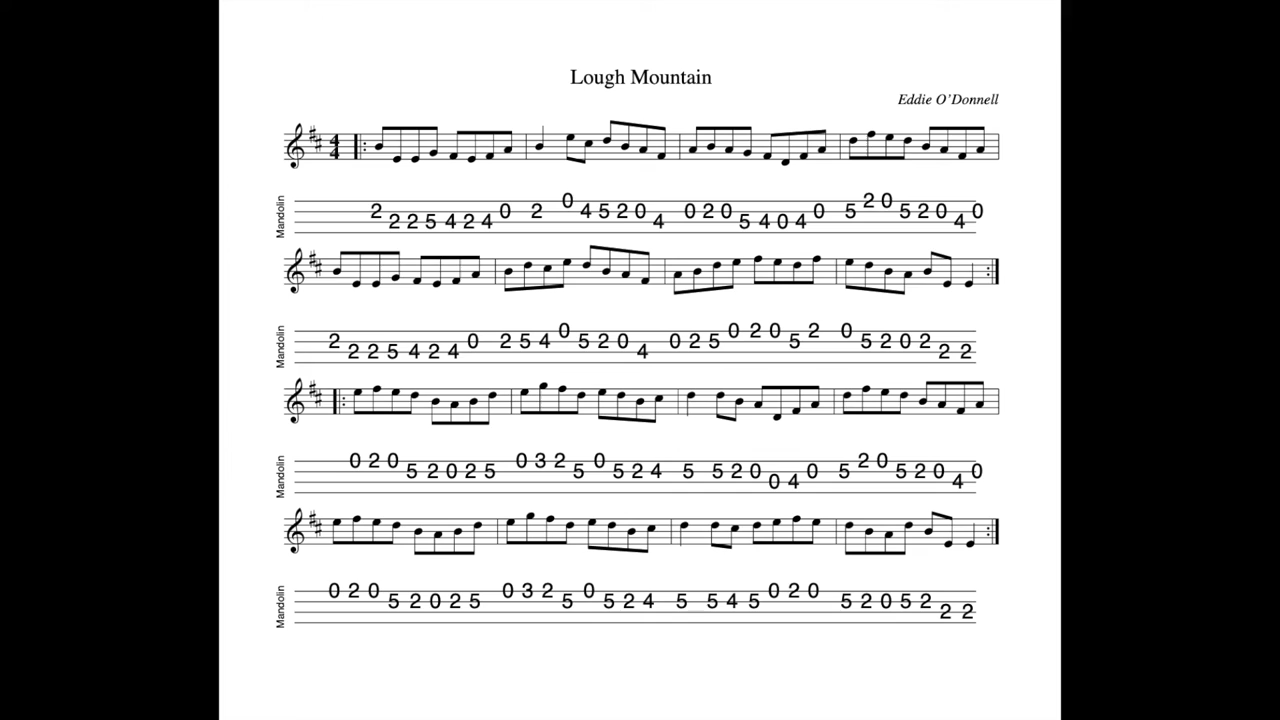 Lough Mountain
Eddie O'Donnell
4
4
Mandolin
2 2 2 5 4 2 4 0 2 0 4 5 2 0 4 0 2 0 5 4 0 4 0 5 2 0 5 2 0 4 0
Mandolin
2 2 2 5 4 2 4 0 2 5 4 0 5 2 0 4 0 2 5 0 2 0 5 2 0 5 2 0 2 2 2
Mandolin
0 2 0 5 2 0 2 5 0 3 2 5 0 5 2 4 5 5 2 0 0 4 0 5 2 0 5 2 0 4 0
Mandolin
0 2 0 5 2 0 2 5 0 3 2 5 0 5 2 4 5 5 4 5 0 2 0 5 2 0 5 2 2 2